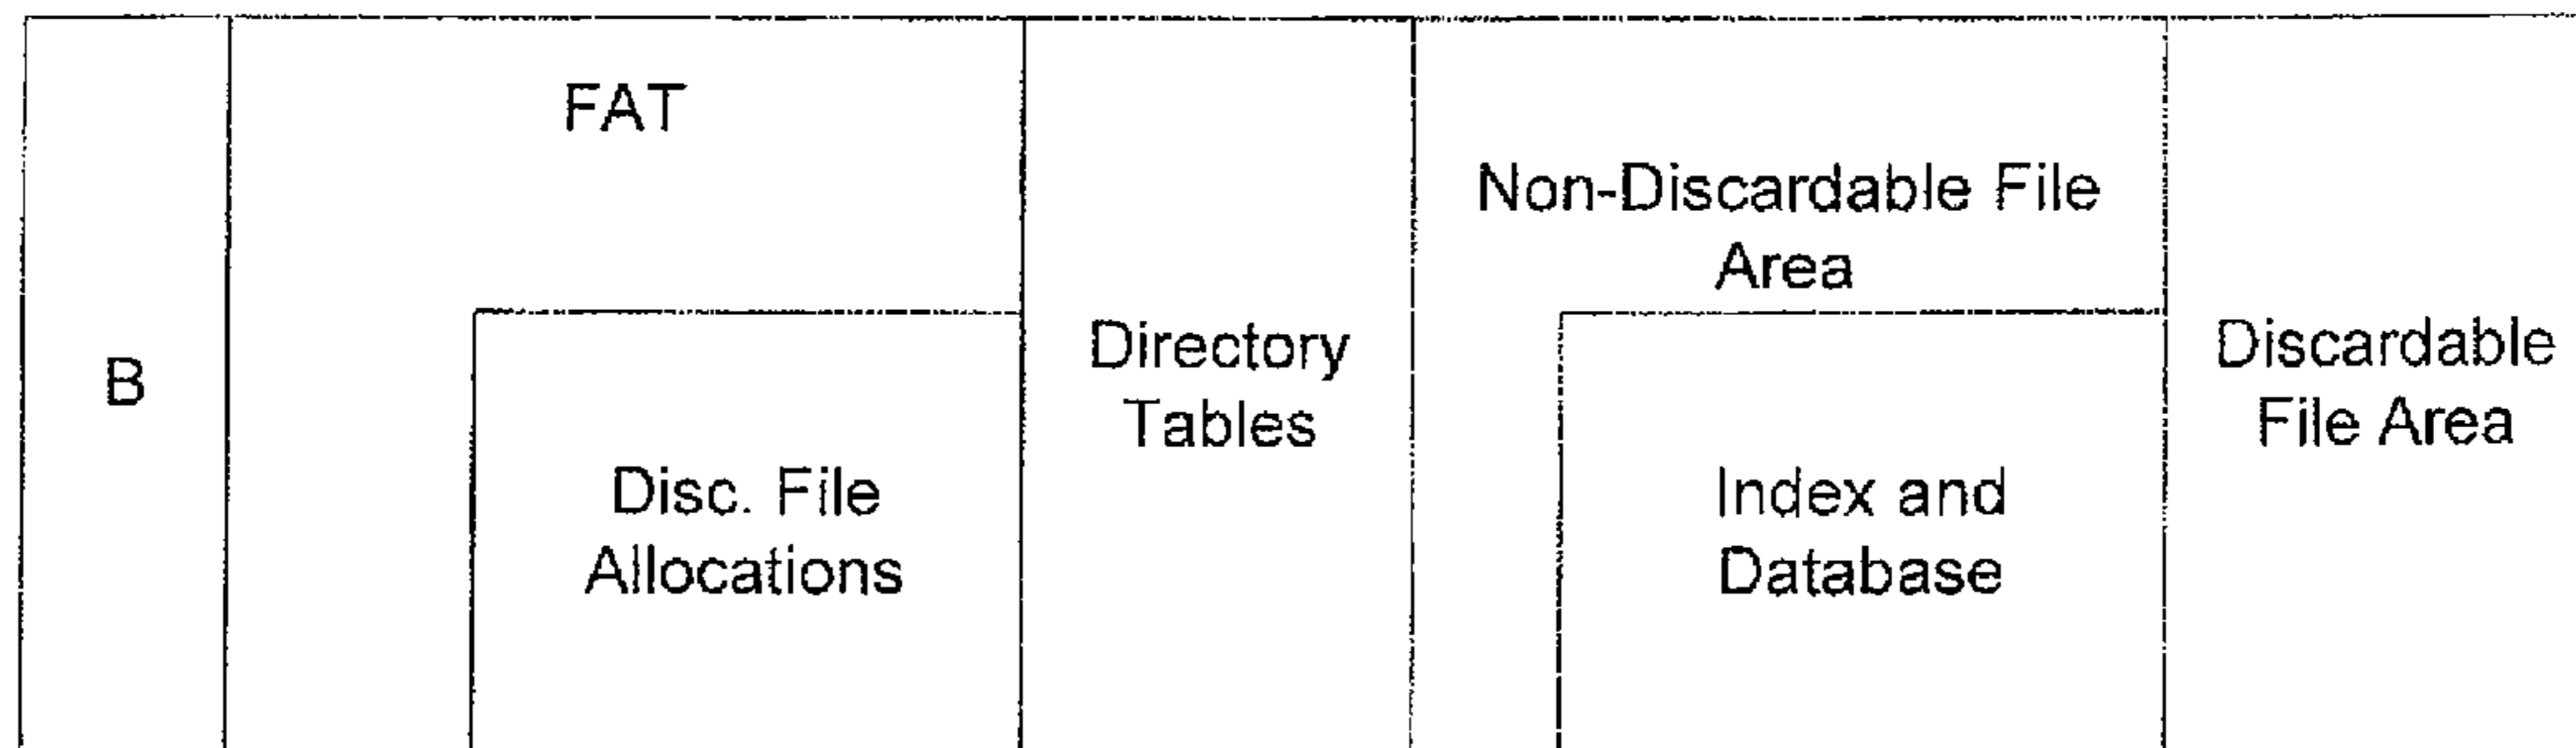 B
FAT
Disc. File
Allocations
Directory
Tables
Non-Discardable File
Area
Index and
Database
Discardable
File Area